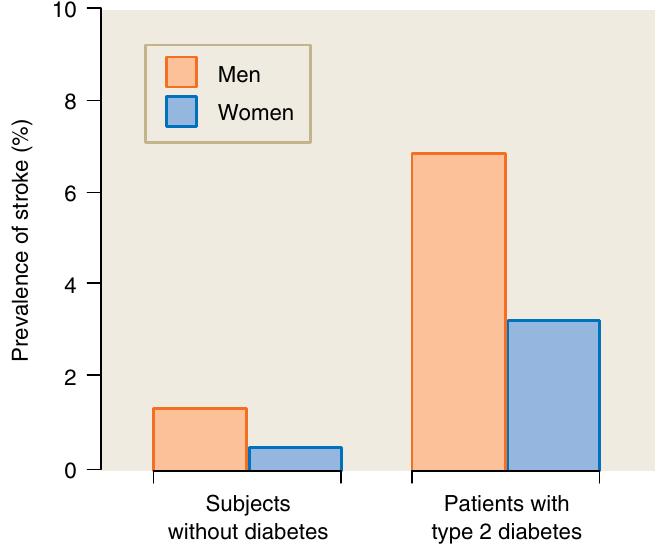 10
8
6
4
2
0
Prevalence of stroke (%)
Men
Women
Subjects
without diabetes
Patients with
type 2 diabetes